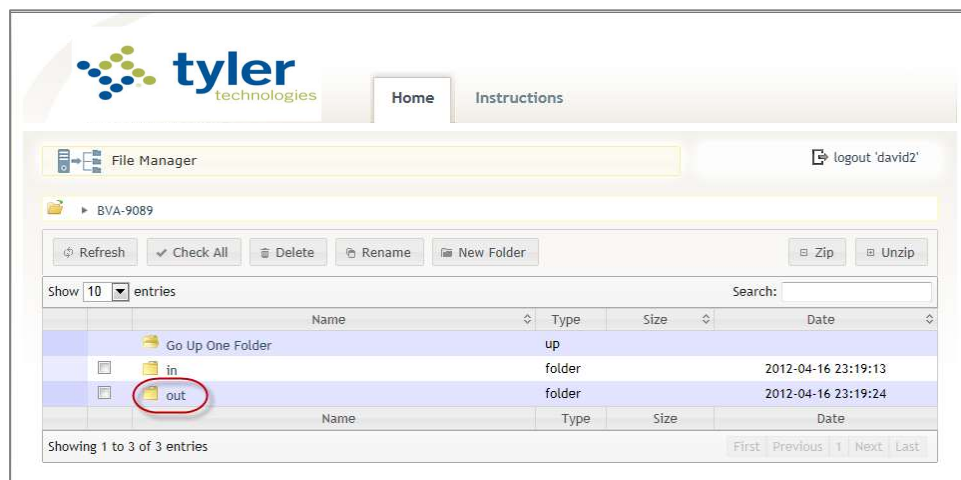 tyler
technologies
Home Instructions
File Manager logout 'david2'
BVA-9089
Refresh Check All Delete Rename New Folder Zip Unzip
Show 10 entries Search:
Name Type Size Date
Go Up One Folder up
in folder 2012-04-16 23:19:13
out folder 2012-04-16 23:19:24
Name Type Size Date
Showing 1 to 3 of 3 entries First Previous 1 Next Last